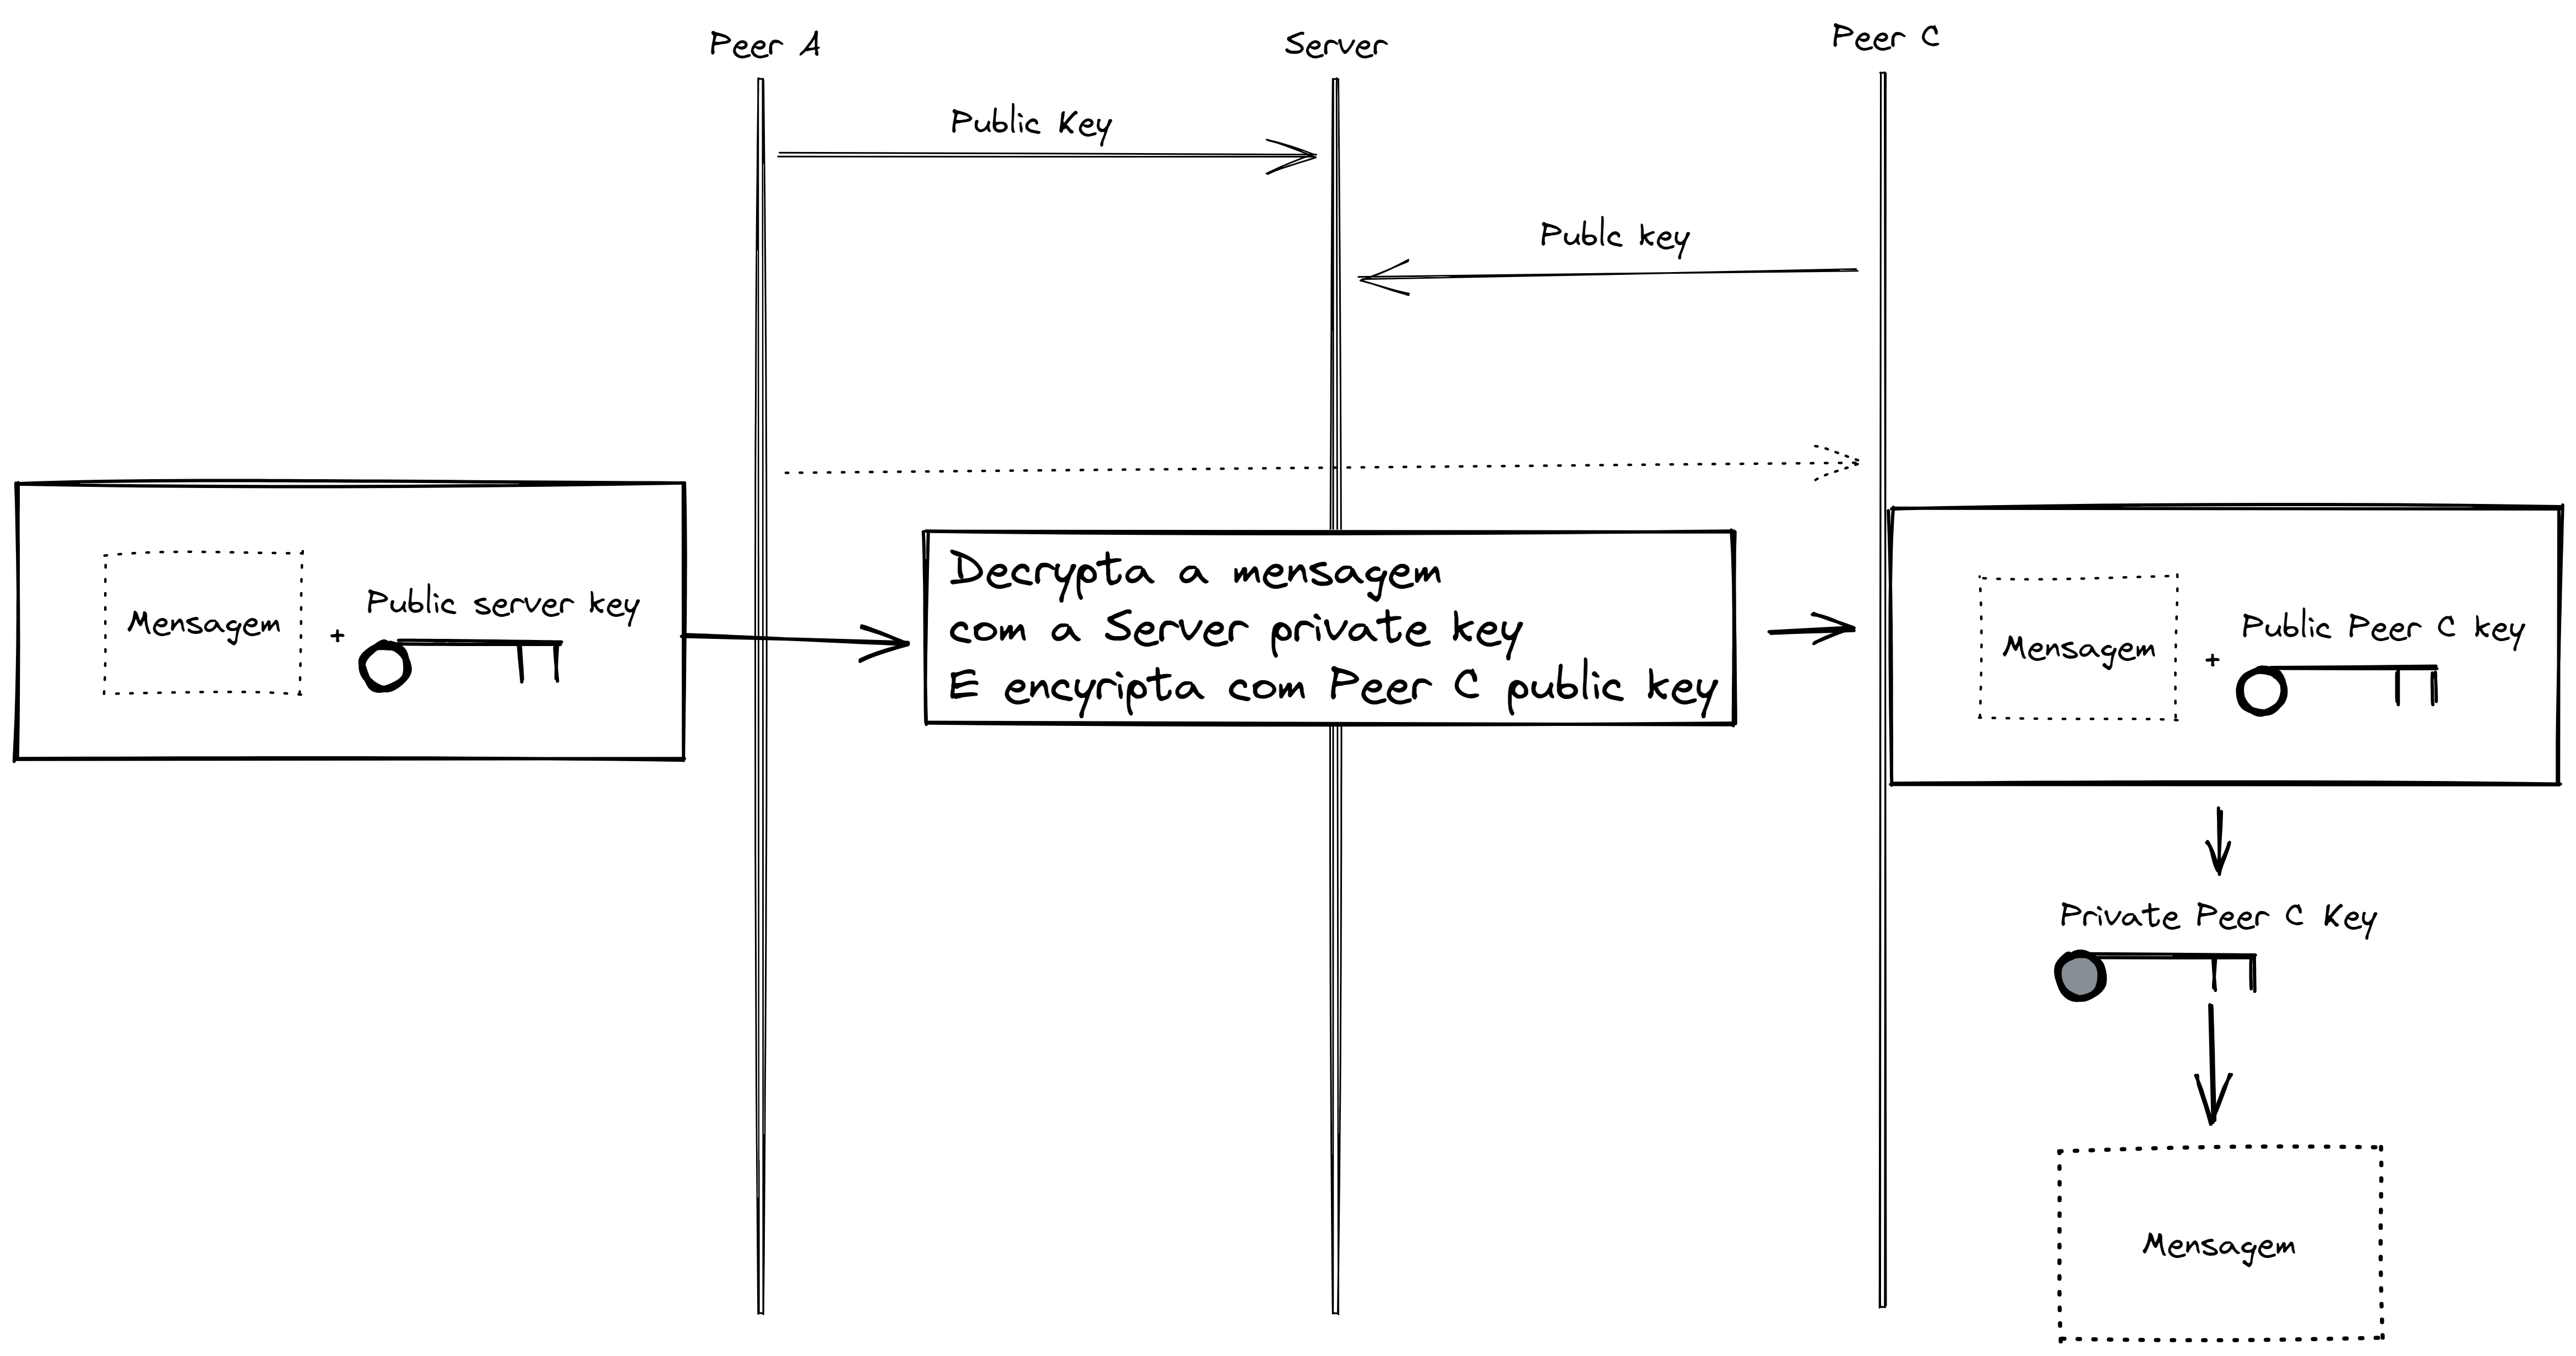 Peer A
Server
Peer C
Public Key
Publc key
Mensagem
+
Public server key
Decrypta a mensagem
com a Server private key
E encyripta com Peer C public key
Mensagem
+
Public Peer C key
Private Peer C Key
Mensagem